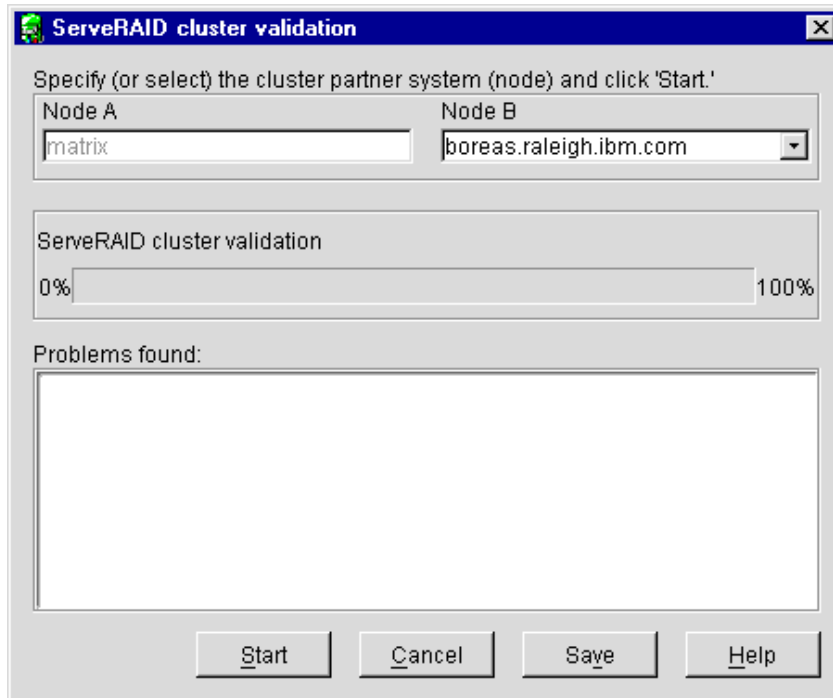 ServeRAID cluster validation
Specify (or select) the cluster partner system (node) and click 'Start.'
Node A
Node B
matrix
boreas.raleigh.ibm.com
ServeRAID cluster validation
0%
100%
Problems found:
Start
Cancel
Save
Help